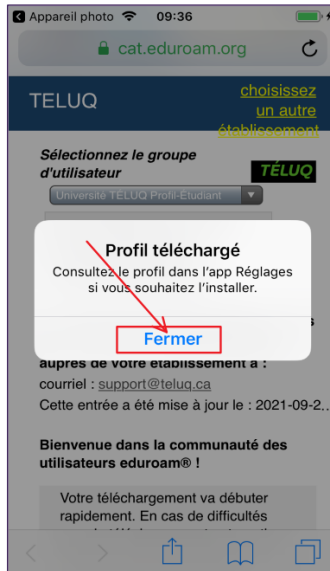 Appareil photo 09:36
cat.eduroam.org
TELUQ
choisissez
un autre
établissement
Sélectionnez le groupe
d'utilisateur
TÉLUQ
Université TÉLUQ Profil-Étudiant
Profil téléchargé
Consultez le profil dans l'app Réglages
si vous souhaitez l'installer.
Fermer
auprès de votre établissement à :
courriel : support@teluq.ca
Cette entrée a été mise à jour le : 2021-09-2..
Bienvenue dans la communauté des
utilisateurs eduroam® !
Votre téléchargement va débuter
rapidement. En cas de difficultés